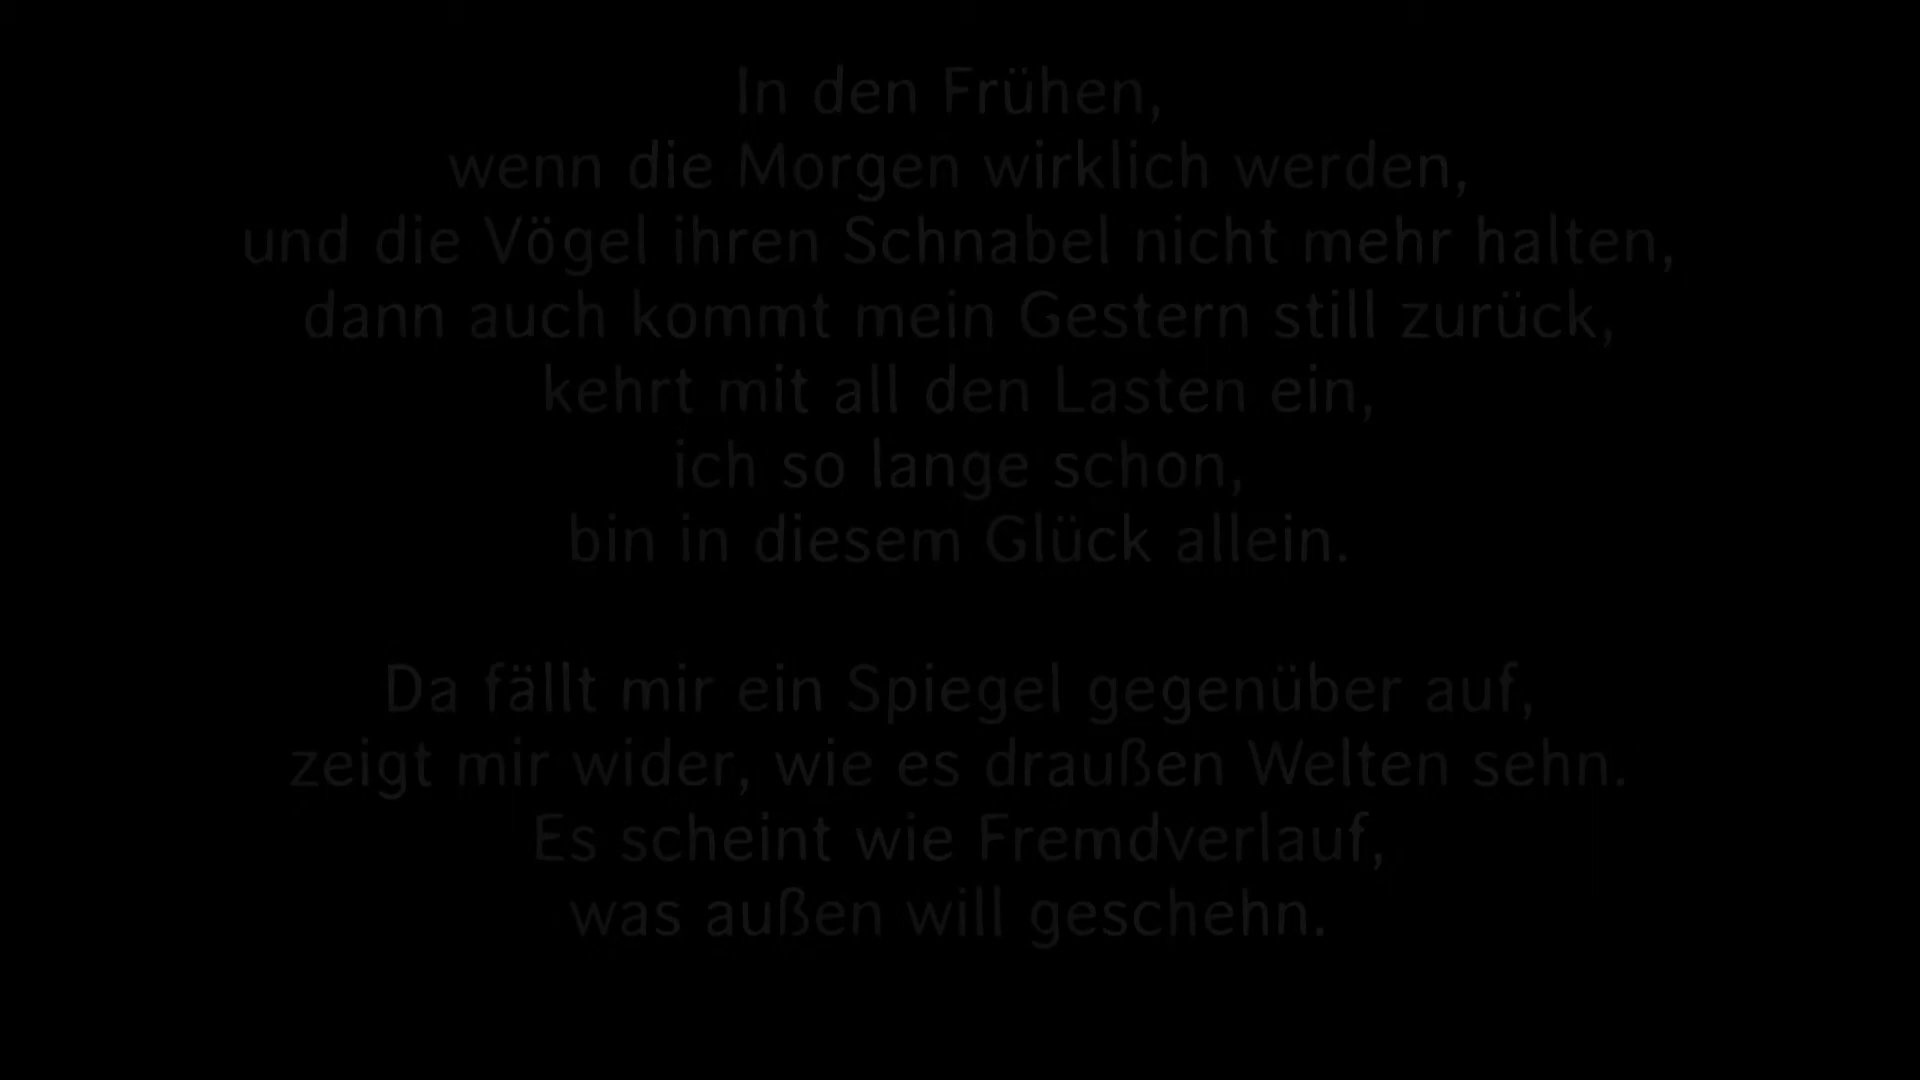 In den Frühen,
wenn die Morgen wirklich werden,
und die Vögel ihren Schnabel nicht mehr halten,
dann auch kommt mein Gestern still zurück,
kehrt mit all den Lasten ein,
ich so lange schon,
bin in diesem Glück allein.
Da fällt mir ein Spiegel gegenüber auf,
zeigt mir wider, wie es draußen Welten sehn.
Es scheint wie Fremdverlauf,
was außen will geschehn.